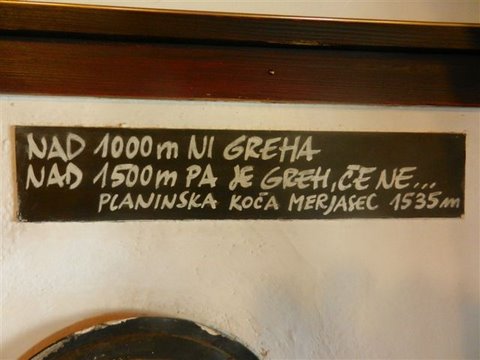 NAD 1000m NI GREHA
NAD 1500m PA JE GREH, ČE NE...
PLANINSKA KOČA MERJASEC 1535m